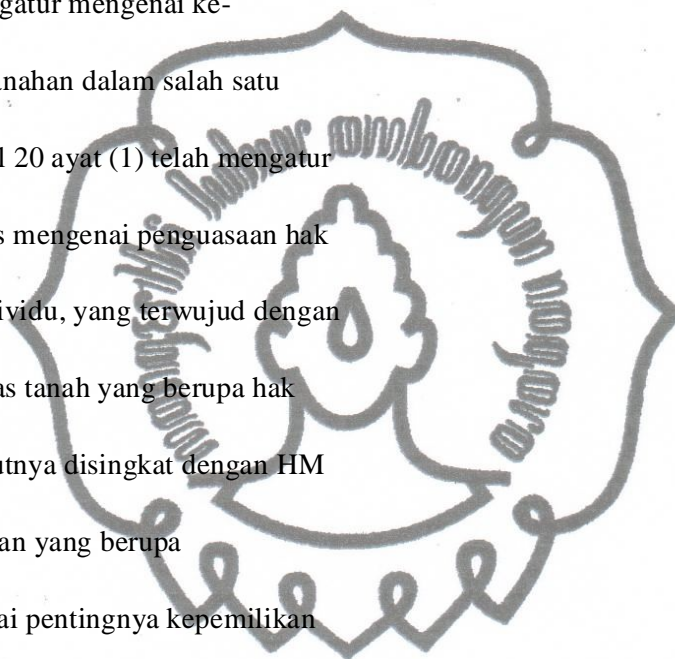 gatur mengenai ke-
nahan dalam salah satu
l 20 ayat (1) telah mengatur
s mengenai penguasaan hak
ividu, yang terwujud dengan
as tanah yang berupa hak
utnya disingkat dengan HM
an yang berupa
ai pentingnya kepemilikan